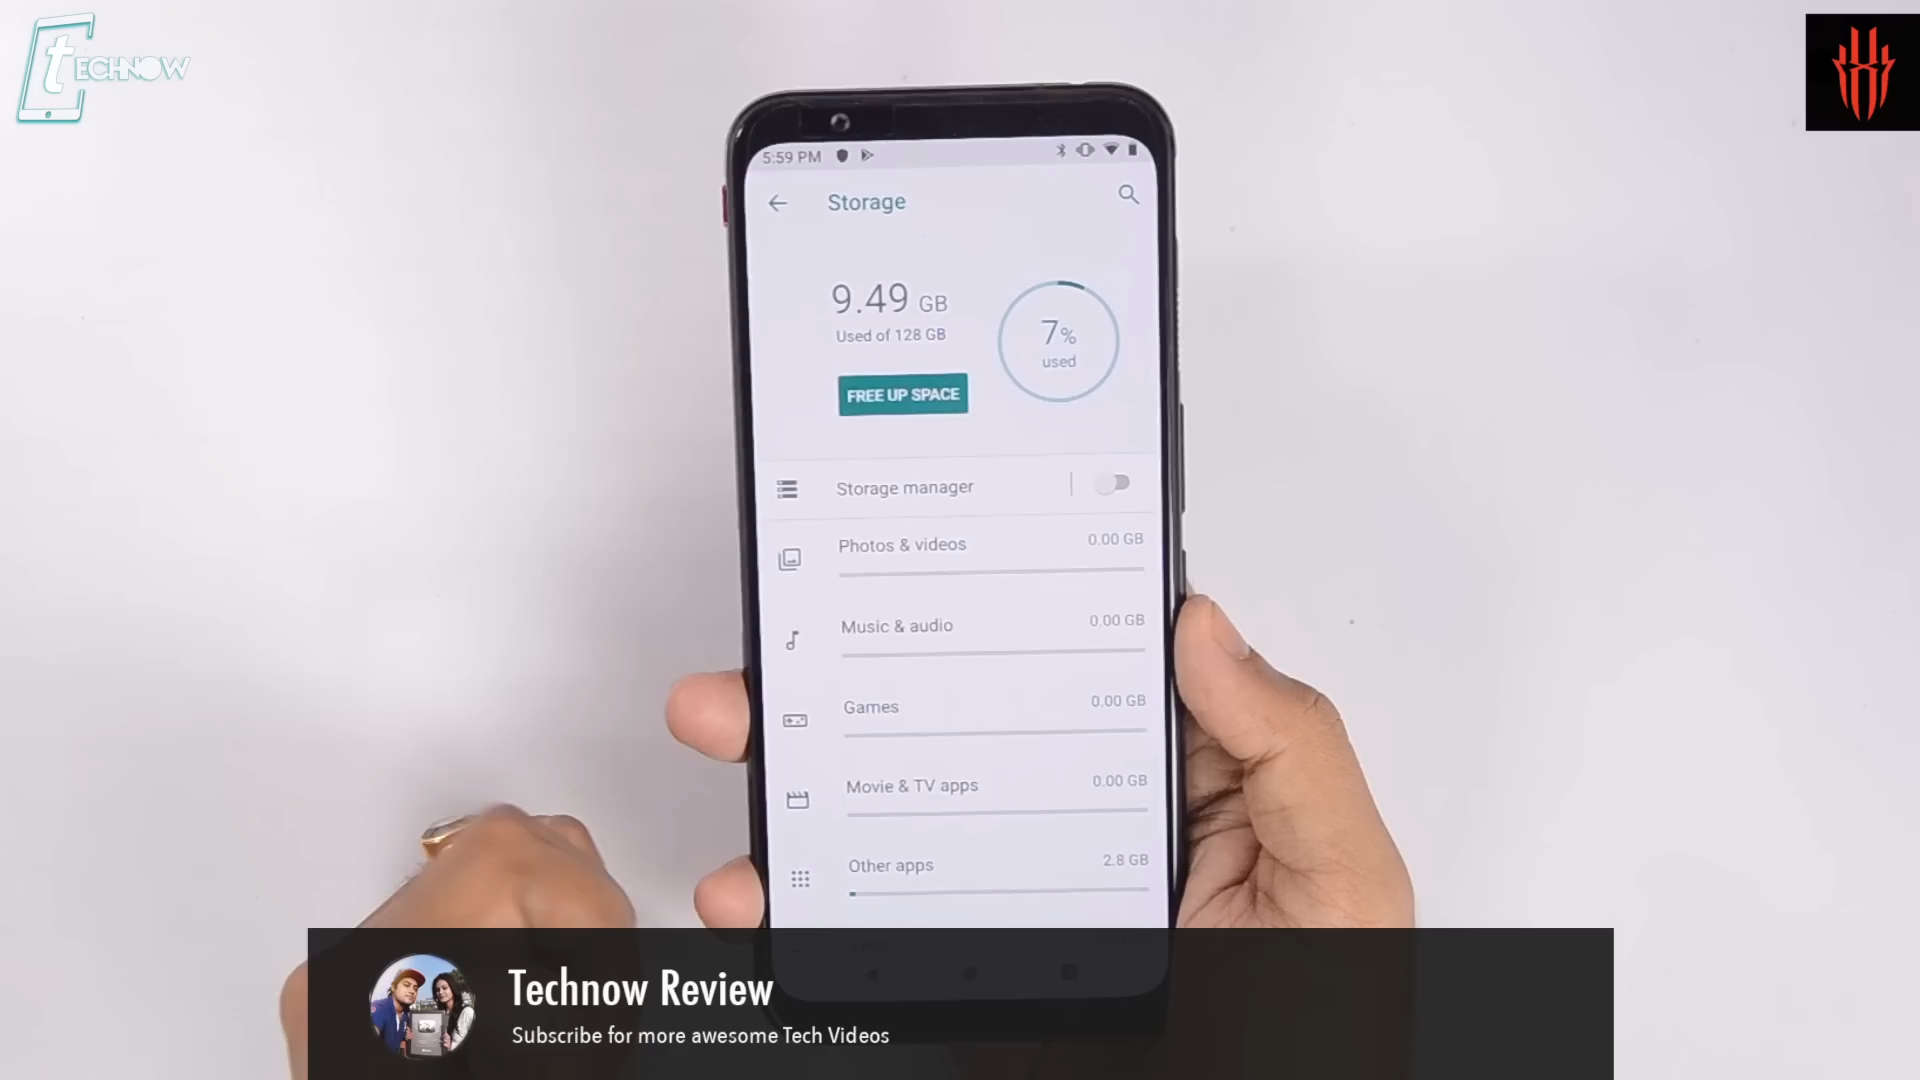 tECHNOW
5:59 PM
Storage
9.49 GB
Used of 128 GB
7%
used
FREE UP SPACE
Storage manager
Photos & videos
0.00 GB
Music & audio
0.00 GB
Games
0.00 GB
Movie & TV apps
0.00 GB
Other apps
2.8 GB
Technow Review
Subscribe for more awesome Tech Videos